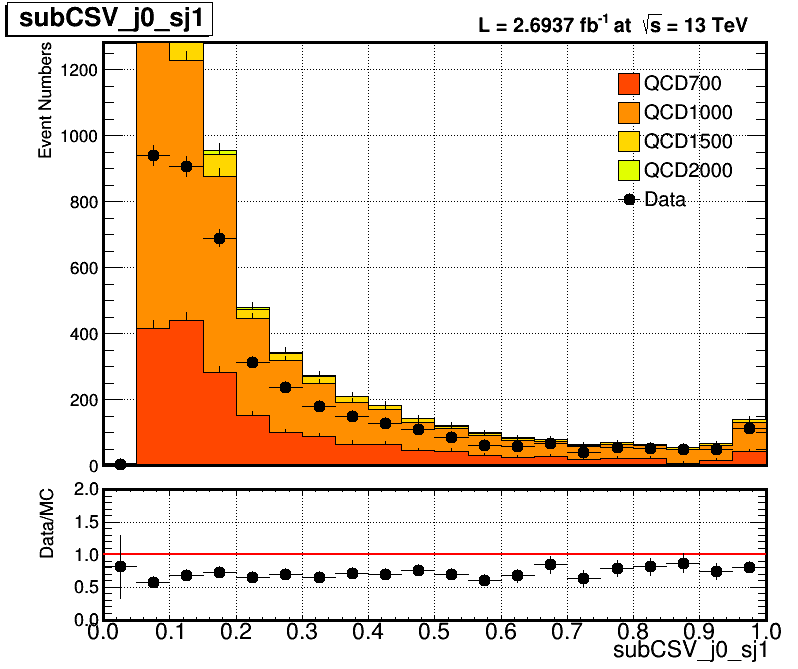 subCSV_j0_sj1
L = 2.6937 fb⁻¹ at √s = 13 TeV
Event Numbers
1200
1000
800
600
400
200
0
QCD700
QCD1000
QCD1500
QCD2000
Data
Data/MC
2.0
1.5
1.0
0.5
0.0
0.0 0.1 0.2 0.3 0.4 0.5 0.6 0.7 0.8 0.9 1.0
subCSV_j0_sj1